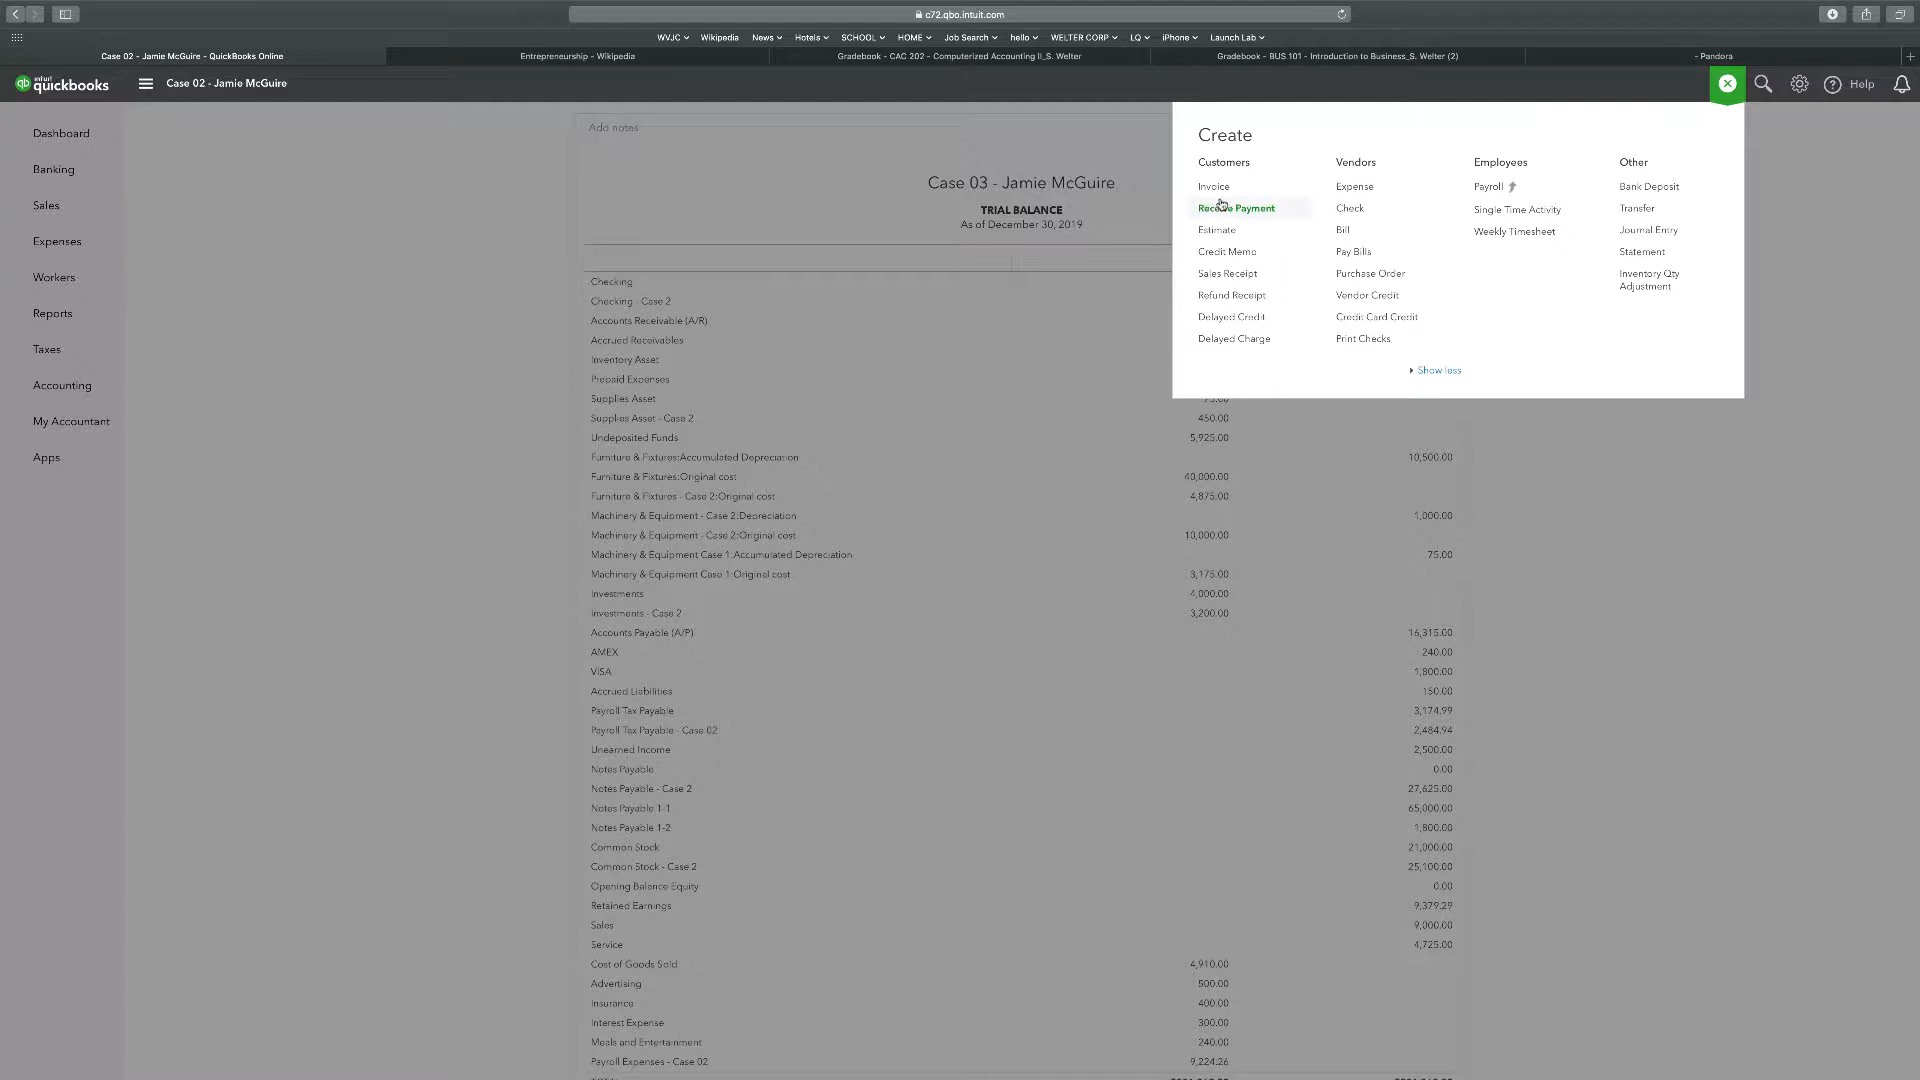 c72.qbo.intuit.com
WVJC
Wikipedia
News
Hotels
SCHOOL
HOME
Job Search
hello
WELTER CORP
LQ
iPhone
Launch Lab
Case 02 - Jamie McGuire - QuickBooks Online
Entrepreneurship - Wikipedia
Gradebook - CAC 202 - Computerized Accounting II_S. Welter
Gradebook - BUS 101 - Introduction to Business_S. Welter (2)
- Pandora
intuit
qb quickbooks
Case 02 - Jamie McGuire
Help
Dashboard
Banking
Sales
Expenses
Workers
Reports
Taxes
Accounting
My Accountant
Apps
Create
Customers
Invoice
Receive Payment
Estimate
Credit Memo
Sales Receipt
Refund Receipt
Delayed Credit
Delayed Charge
Vendors
Expense
Check
Bill
Pay Bills
Purchase Order
Vendor Credit
Credit Card Credit
Print Checks
Employees
Payroll
Single Time Activity
Weekly Timesheet
Other
Bank Deposit
Transfer
Journal Entry
Statement
Inventory Qty
Adjustment
Show less
Add notes
Case 03 - Jamie McGuire
TRIAL BALANCE
As of December 30, 2019
Checking
Checking - Case 2
Accounts Receivable (A/R)
Accrued Receivables
Inventory Asset
Prepaid Expenses
Supplies Asset 75.00
Supplies Asset - Case 2 450.00
Undeposited Funds 5,925.00
Furniture & Fixtures:Accumulated Depreciation 10,500.00
Furniture & Fixtures:Original cost 40,000.00
Furniture & Fixtures - Case 2:Original cost 4,875.00
Machinery & Equipment - Case 2:Depreciation 1,000.00
Machinery & Equipment - Case 2:Original cost 10,000.00
Machinery & Equipment Case 1:Accumulated Depreciation 75.00
Machinery & Equipment Case 1:Original cost 3,175.00
Investments 4,000.00
Investments - Case 2 3,200.00
Accounts Payable (A/P) 16,315.00
AMEX 240.00
VISA 1,800.00
Accrued Liabilities 150.00
Payroll Tax Payable 3,174.99
Payroll Tax Payable - Case 02 2,484.94
Unearned Income 2,500.00
Notes Payable 0.00
Notes Payable - Case 2 27,625.00
Notes Payable 1-1 65,000.00
Notes Payable 1-2 1,800.00
Common Stock 21,000.00
Common Stock - Case 2 25,100.00
Opening Balance Equity 0.00
Retained Earnings 9,379.29
Sales 9,000.00
Service 4,725.00
Cost of Goods Sold 4,910.00
Advertising 500.00
Insurance 400.00
Interest Expense 300.00
Meals and Entertainment 240.00
Payroll Expenses - Case 02 9,224.26